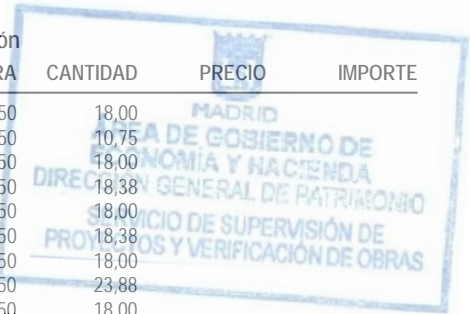 ón
RA CANTIDAD PRECIO IMPORTE
50 18,00
50 10,75
50 18,00
50 18,38
50 18,00
50 18,38
50 18,00
50 23,88
50 18,00
MADRID
ÁREA DE GOBIERNO DE
ECONOMÍA Y HACIENDA
DIRECCIÓN GENERAL DE PATRIMONIO
SERVICIO DE SUPERVISIÓN DE
PROYECTOS Y VERIFICACIÓN DE OBRAS